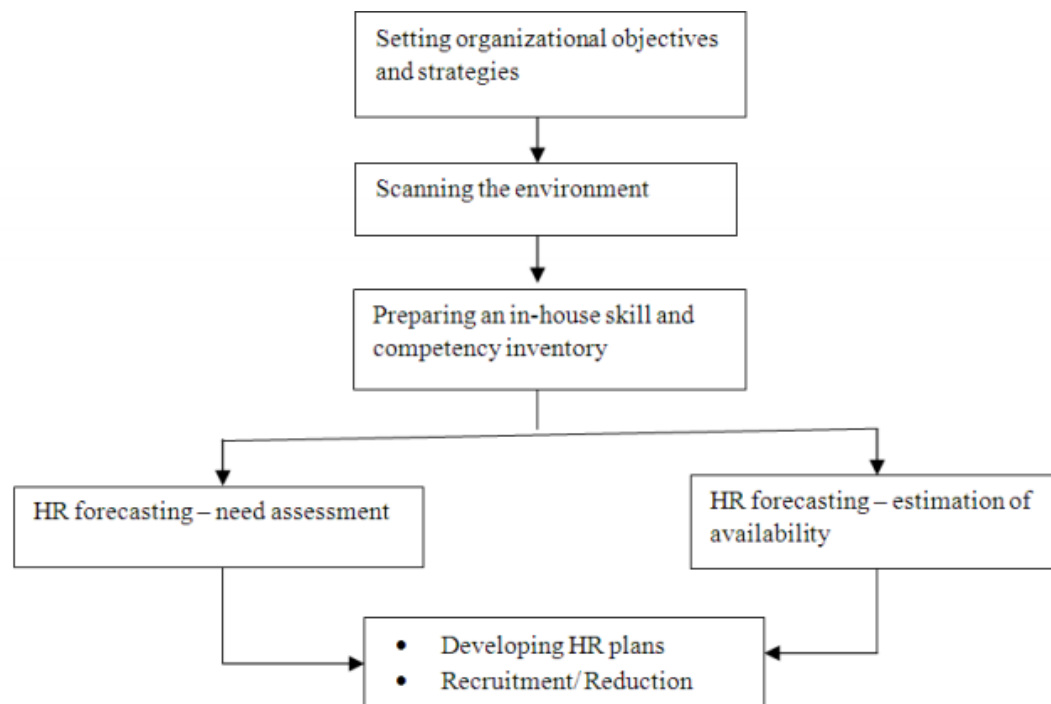 Setting organizational objectives
and strategies
Scanning the environment
Preparing an in-house skill and
competency inventory
HR forecasting – need assessment
HR forecasting – estimation of
availability
• Developing HR plans
• Recruitment/ Reduction